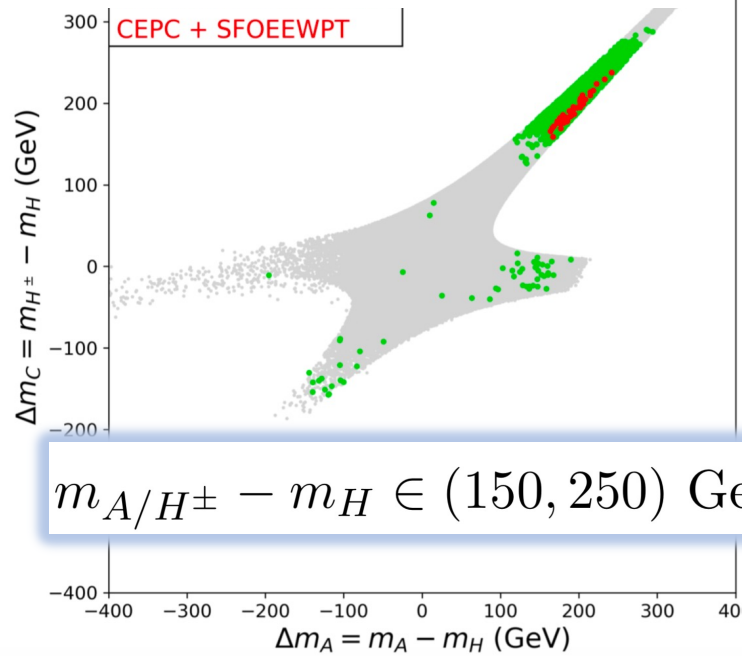 CEPC + SFOEEWPT
300
200
100
0
−100
−200
−400
Δm_C = m_{H^±} − m_H (GeV)
m_{A/H^±} − m_H ∈ (150, 250) Ge
−400 −300 −200 −100 0 100 200 300 40
Δm_A = m_A − m_H (GeV)